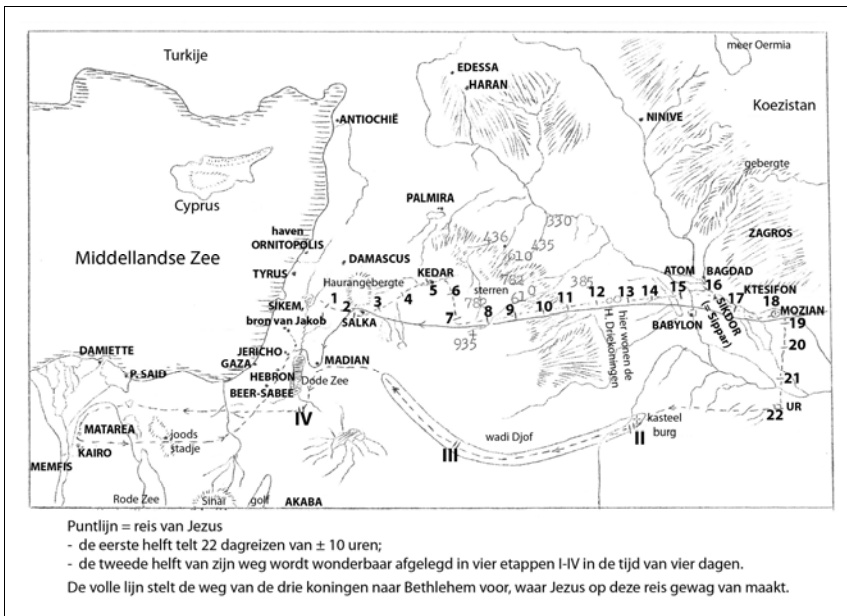 Turkije
meer Oermia
EDESSA
HARAN
Koezistan
ANTIOCHIË
NINIVE
gebergte
Cyprus
PALMIRA
ZAGROS
haven
ORNITOPOLIS
436
330
435
610
Middellandse Zee
DAMASCUS
Haurangebergte
KEDAR
TYRUS
sterren
782
385
ATOM
BAGDAD
KTESIFON
SIKEM,
bron van Jakob
1
2
3
4
5
6
782
610
10
11
12
13
14
15
16
17
18
SALKA
7
8
9
SIKDOR
(= Sippar)
MOZIAN
19
BABYLON
935
hier wonen de
H. Driekoningen
20
DAMIETTE
JERICHO
GAZA
MADIAN
P. SAID
HEBRON
Dode Zee
BEER-SABEE
21
IV
UR
22
MATAREA
joods
stadje
wadi Djof
kasteel
burg
II
KAIRO
III
MEMFIS
Rode Zee
Sinaï
golf
AKABA
Puntlijn = reis van Jezus
- de eerste helft telt 22 dagreizen van ± 10 uren;
- de tweede helft van zijn weg wordt wonderbaar afgelegd in vier etappen I-IV in de tijd van vier dagen.
De volle lijn stelt de weg van de drie koningen naar Bethlehem voor, waar Jezus op deze reis gewag van maakt.